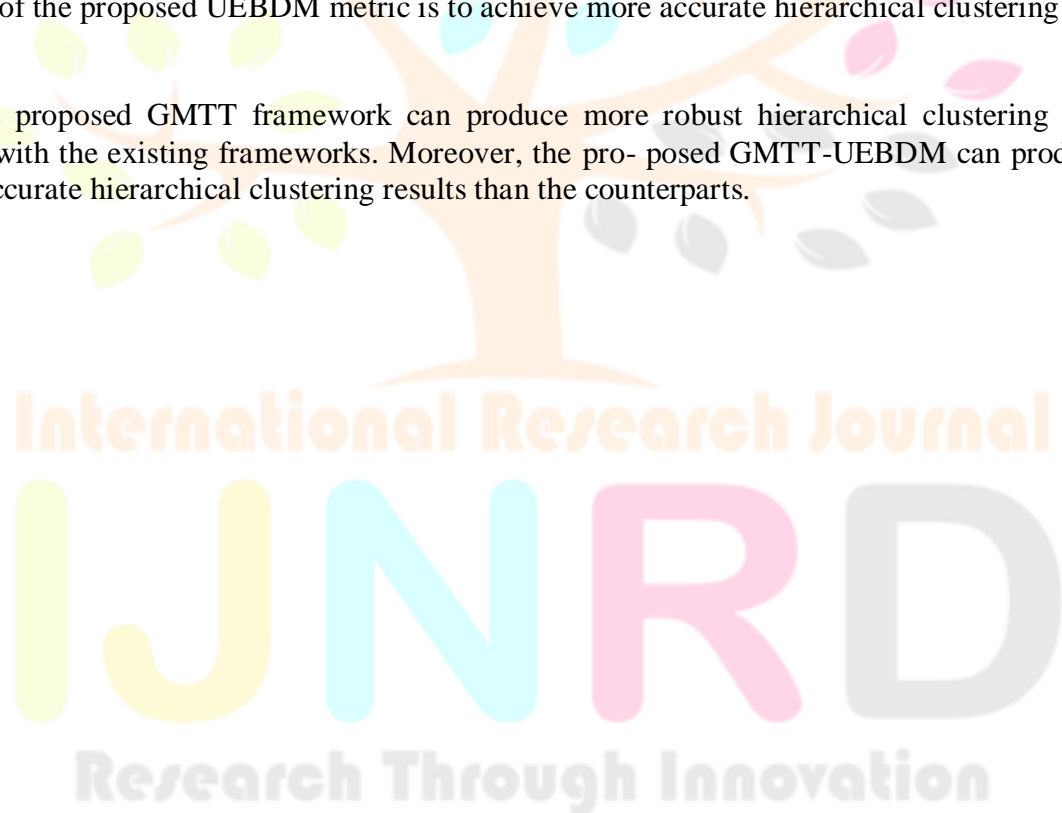 of the proposed UEBDM metric is to achieve more accurate hierarchical clustering
proposed GMTT framework can produce more robust hierarchical clustering
with the existing frameworks. Moreover, the pro- posed GMTT-UEBDM can
accurate hierarchical clustering results than the counterparts.
International Research Journal
IJNRD
Research Through Innovation